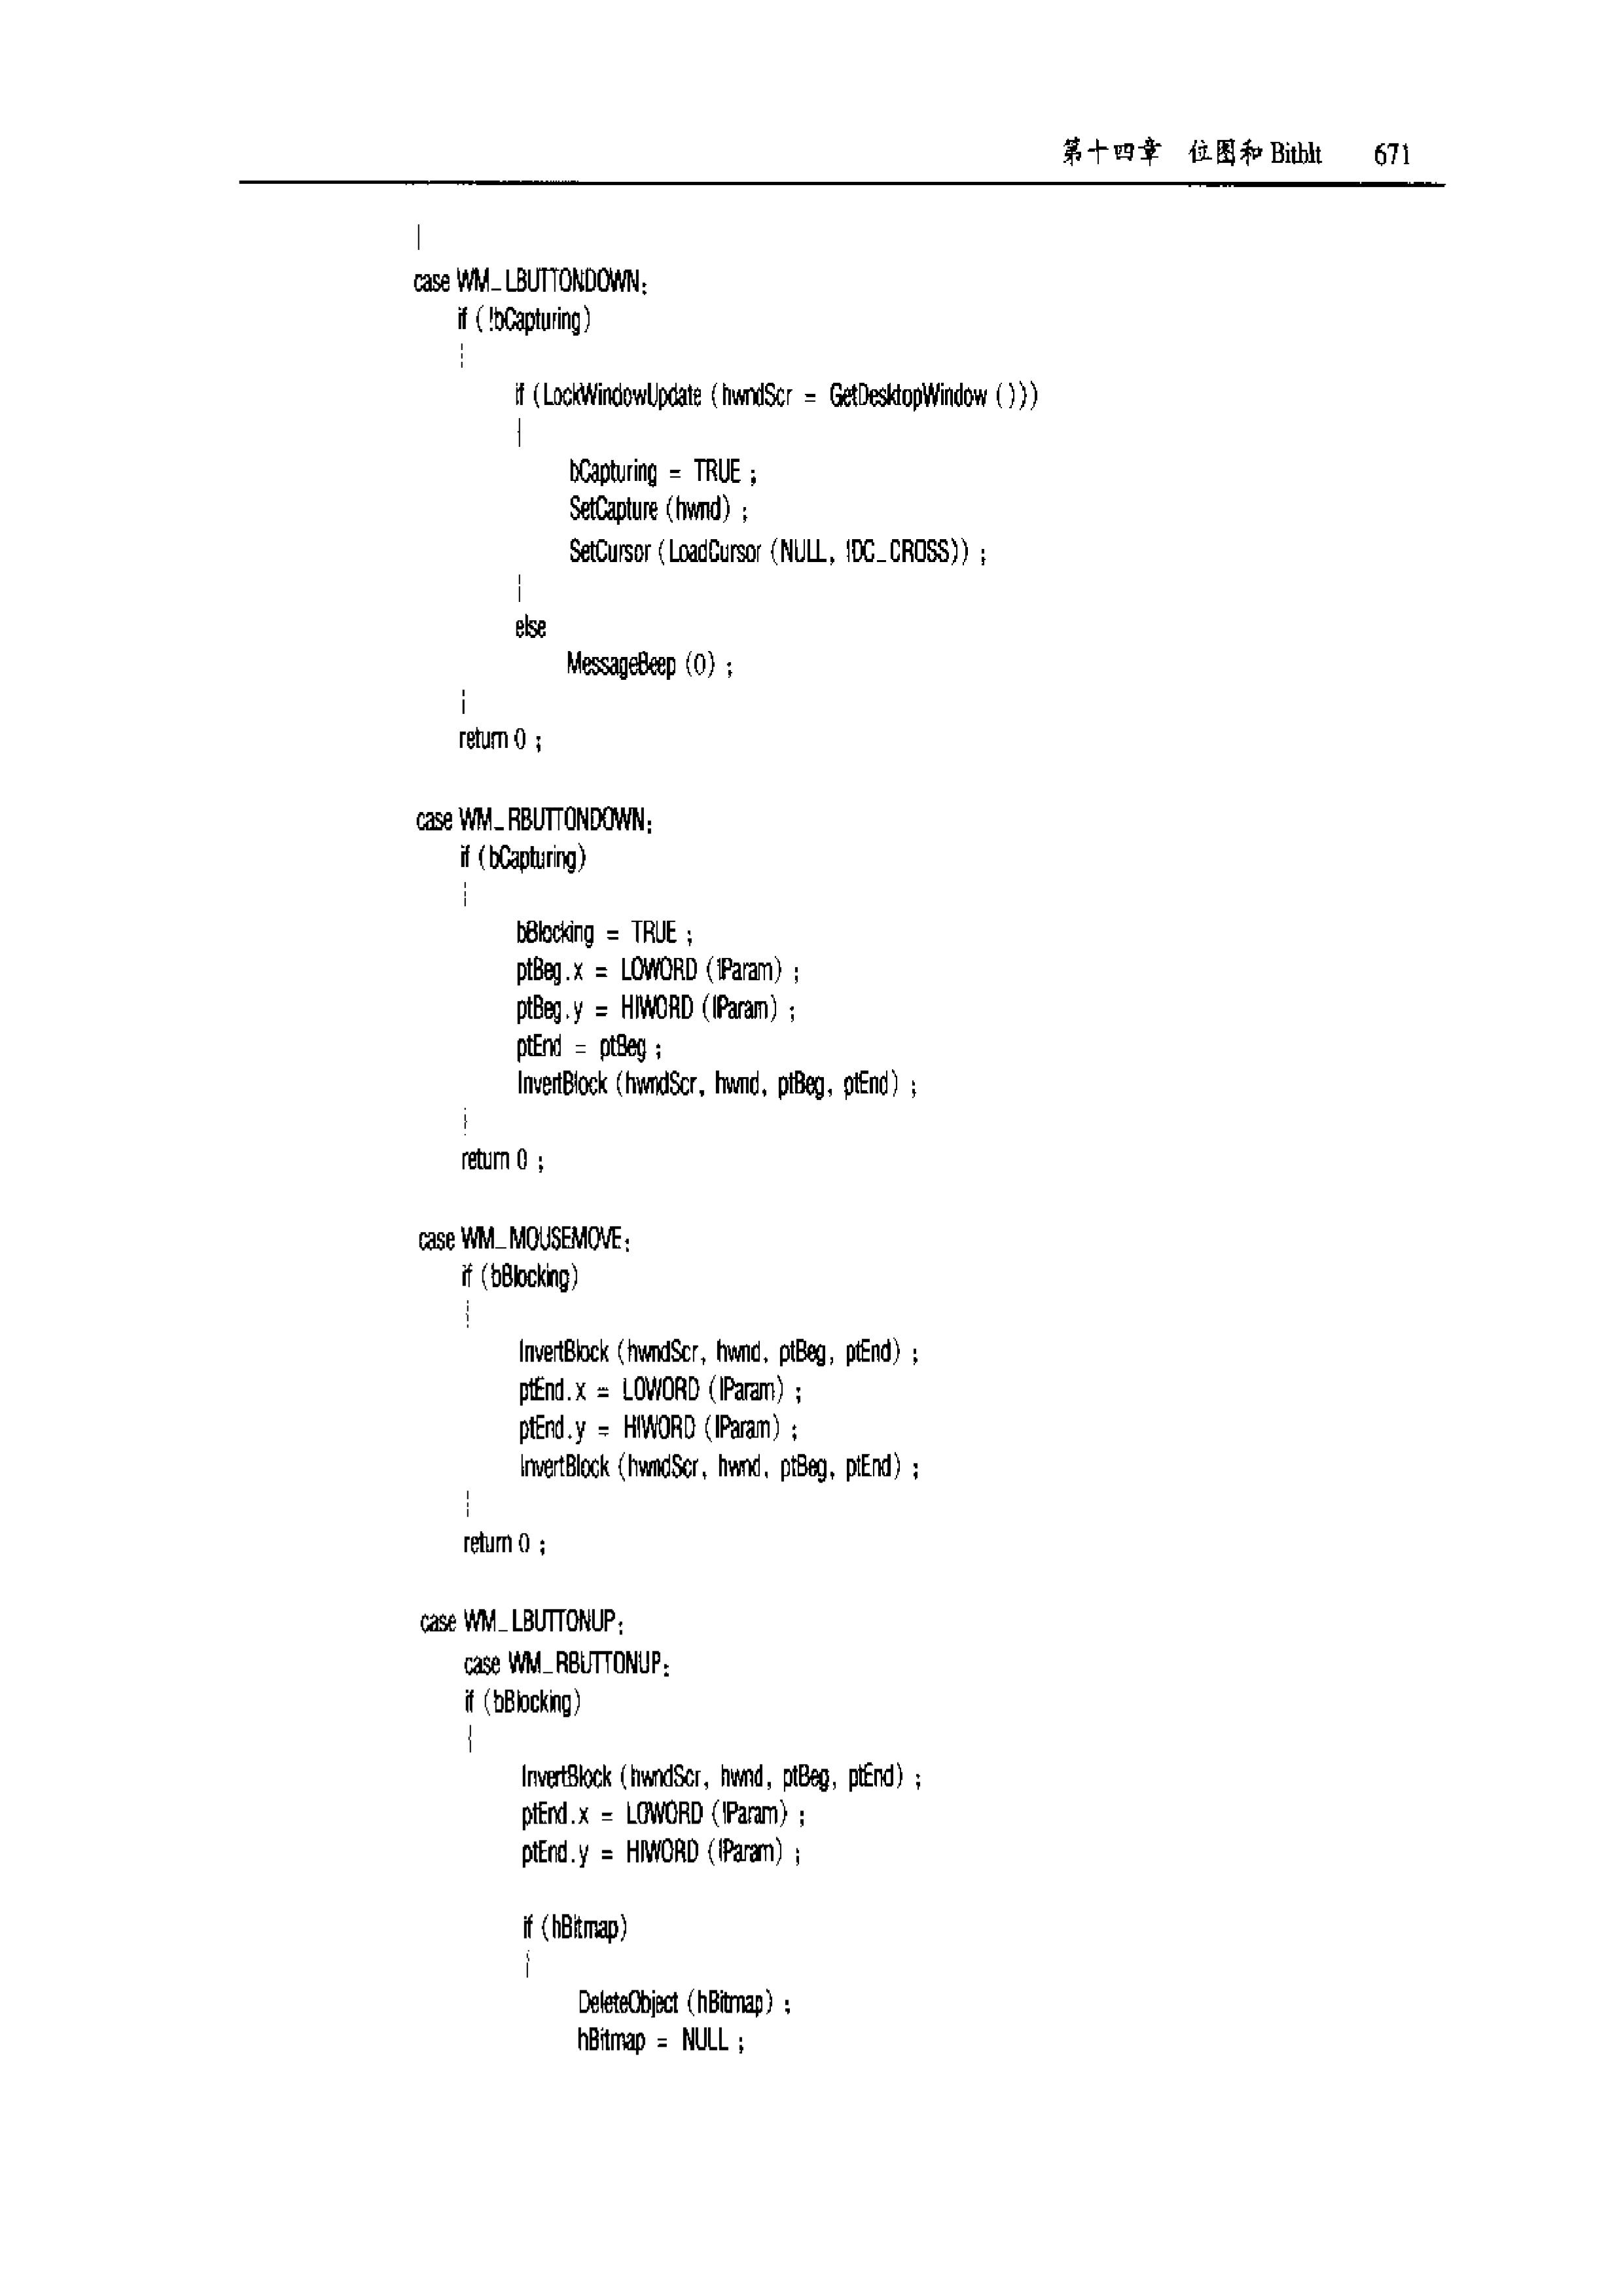 第十四章 位图和 Bitblt 671
}
case WM_LBUTTONDOWN:
if (!bCapturing)
{
if (LockWindowUpdate (hwndScr = GetDesktopWindow ()))
{
bCapturing = TRUE ;
SetCapture (hwnd) ;
SetCursor (LoadCursor (NULL, IDC_CROSS)) ;
}
else
MessageBeep (0) ;
}
return 0 ;
case WM_RBUTTONDOWN:
if (bCapturing)
{
bBlocking = TRUE ;
ptBeg.x = LOWORD (lParam) ;
ptBeg.y = HIWORD (lParam) ;
ptEnd = ptBeg ;
InvertBlock (hwndScr, hwnd, ptBeg, ptEnd) ;
}
return 0 ;
case WM_MOUSEMOVE:
if (bBlocking)
{
InvertBlock (hwndScr, hwnd, ptBeg, ptEnd) ;
ptEnd.x = LOWORD (lParam) ;
ptEnd.y = HIWORD (lParam) ;
InvertBlock (hwndScr, hwnd, ptBeg, ptEnd) ;
}
return 0 ;
case WM_LBUTTONUP:
case WM_RBUTTONUP:
if (bBlocking)
{
InvertBlock (hwndScr, hwnd, ptBeg, ptEnd) ;
ptEnd.x = LOWORD (lParam) ;
ptEnd.y = HIWORD (lParam) ;
if (hBitmap)
{
DeleteObject (hBitmap) ;
hBitmap = NULL ;